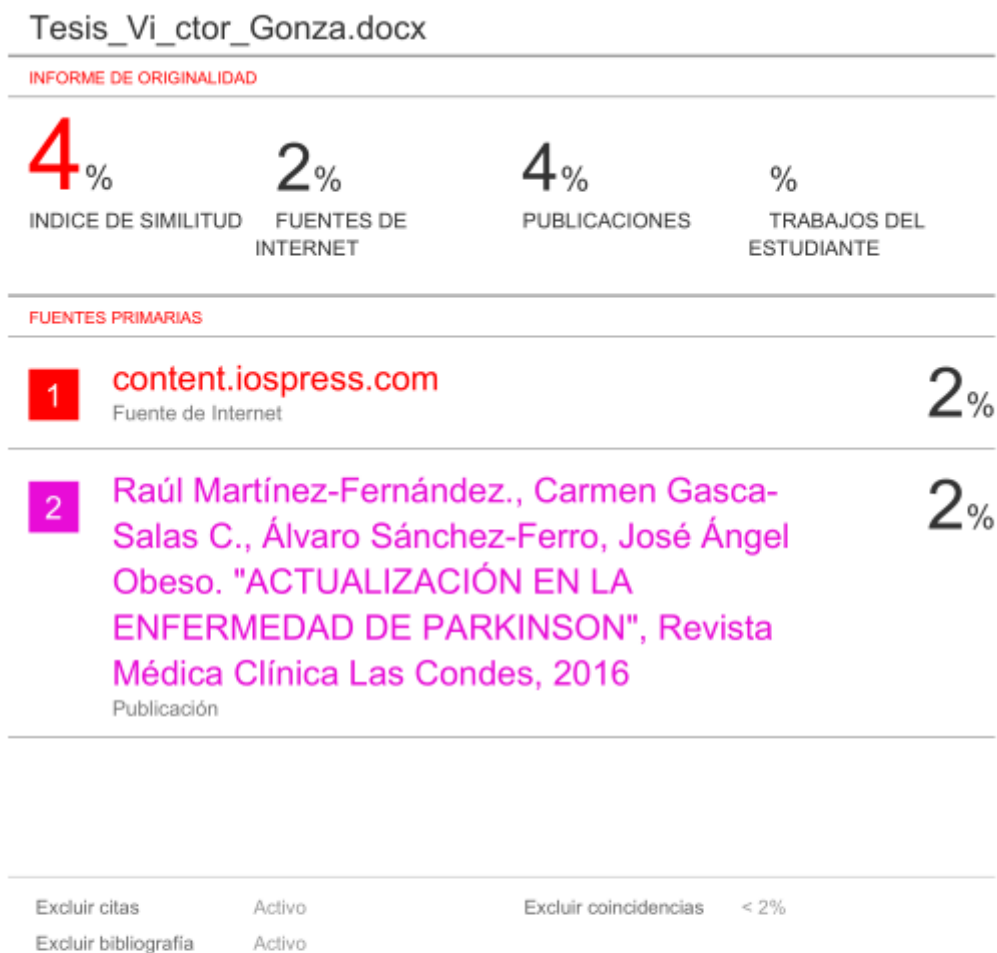 Tesis_Vi_ctor_Gonza.docx
INFORME DE ORIGINALIDAD
4%
2%
4%
%
INDICE DE SIMILITUD
FUENTES DE
INTERNET
PUBLICACIONES
TRABAJOS DEL
ESTUDIANTE
FUENTES PRIMARIAS
1
content.iospress.com
Fuente de Internet
2%
2
Raúl Martínez-Fernández., Carmen Gasca-
Salas C., Álvaro Sánchez-Ferro, José Ángel
Obeso. "ACTUALIZACIÓN EN LA
ENFERMEDAD DE PARKINSON", Revista
Médica Clínica Las Condes, 2016
Publicación
2%
Excluir citas Activo
Excluir coincidencias < 2%
Excluir bibliografía Activo